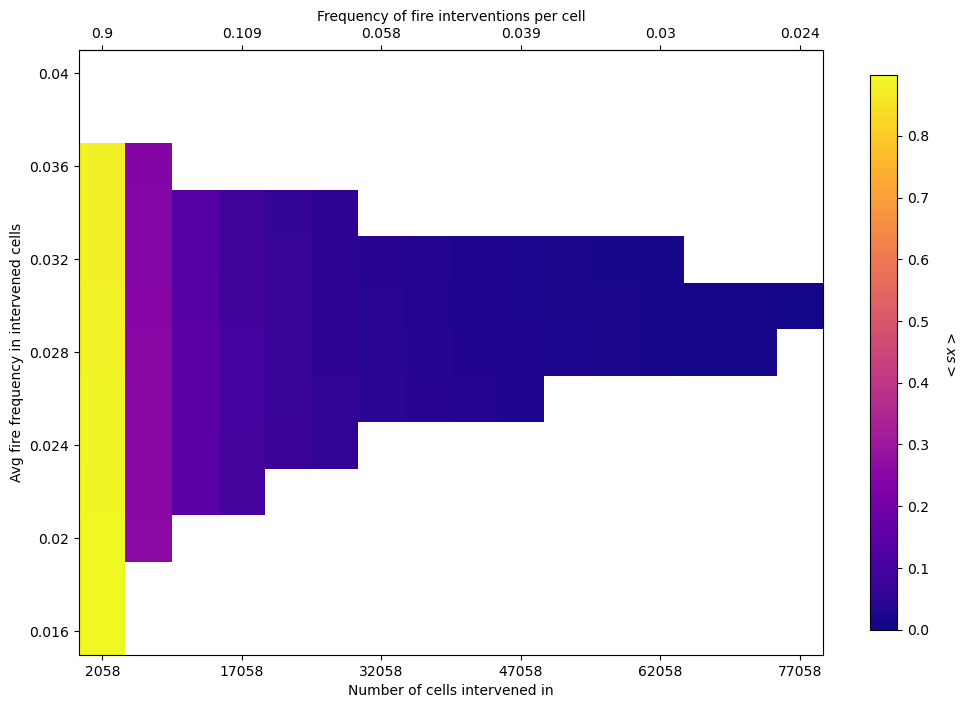 Frequency of fire interventions per cell
0.9 0.109 0.058 0.039 0.03 0.024
0.04
0.036
0.032
0.028
0.024
0.02
0.016
Avg fire frequency in intervened cells
2058 17058 32058 47058 62058 77058
Number of cells intervened in
0.8
0.7
0.6
0.5
0.4
0.3
0.2
0.1
0.0
< sx >